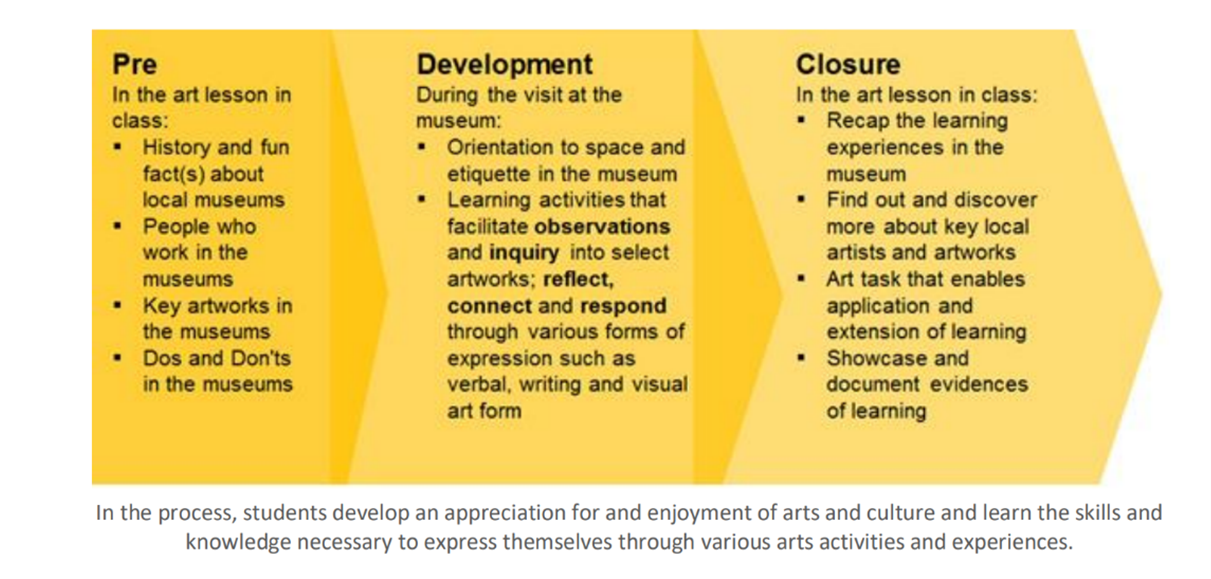 Pre
In the art lesson in
class:
▪ History and fun
fact(s) about
local museums
▪ People who
work in the
museums
▪ Key artworks in
the museums
▪ Dos and Don'ts
in the museums
Development
During the visit at the
museum:
▪ Orientation to space and
etiquette in the museum
▪ Learning activities that
facilitate observations
and inquiry into select
artworks; reflect,
connect and respond
through various forms of
expression such as
verbal, writing and visual
art form
Closure
In the art lesson in class:
▪ Recap the learning
experiences in the
museum
▪ Find out and discover
more about key local
artists and artworks
▪ Art task that enables
application and
extension of learning
▪ Showcase and
document evidences
of learning
In the process, students develop an appreciation for and enjoyment of arts and culture and learn the skills and
knowledge necessary to express themselves through various arts activities and experiences.